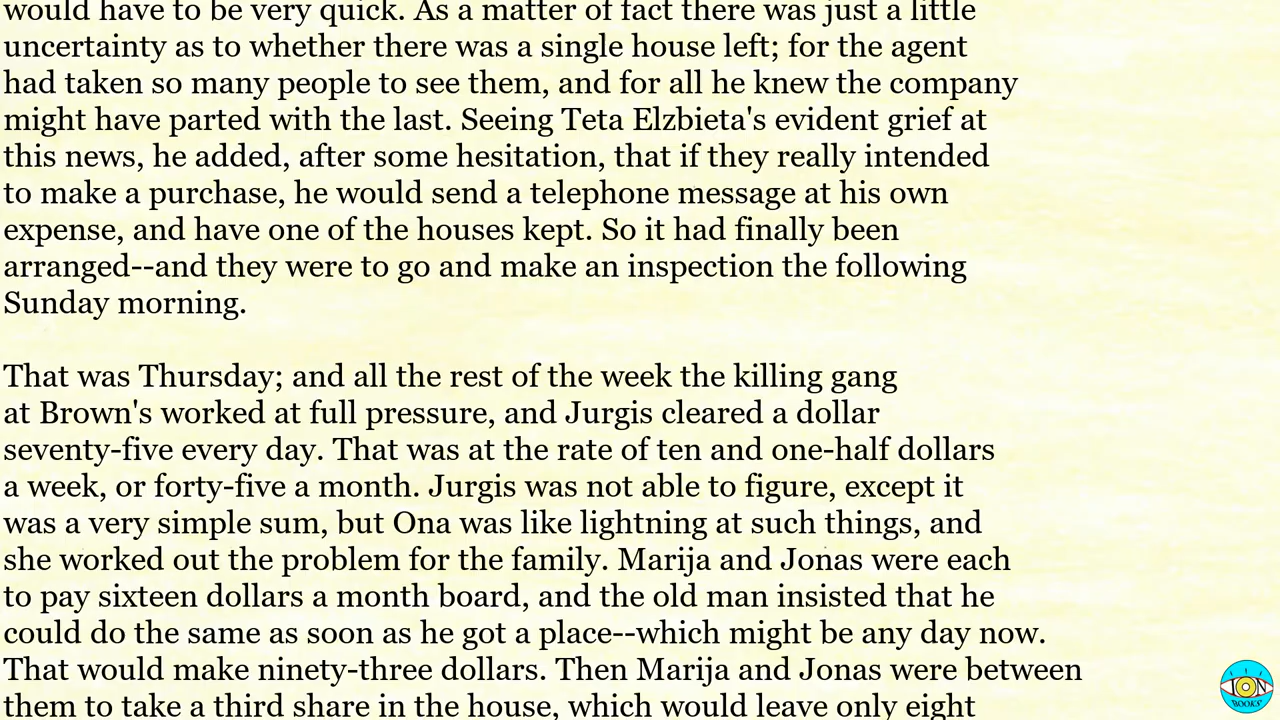 would have to be very quick. As a matter of fact there was just a little
uncertainty as to whether there was a single house left; for the agent
had taken so many people to see them, and for all he knew the company
might have parted with the last. Seeing Teta Elzbieta's evident grief at
this news, he added, after some hesitation, that if they really intended
to make a purchase, he would send a telephone message at his own
expense, and have one of the houses kept. So it had finally been
arranged--and they were to go and make an inspection the following
Sunday morning.

That was Thursday; and all the rest of the week the killing gang
at Brown's worked at full pressure, and Jurgis cleared a dollar
seventy-five every day. That was at the rate of ten and one-half dollars
a week, or forty-five a month. Jurgis was not able to figure, except it
was a very simple sum, but Ona was like lightning at such things, and
she worked out the problem for the family. Marija and Jonas were each
to pay sixteen dollars a month board, and the old man insisted that he
could do the same as soon as he got a place--which might be any day now.
That would make ninety-three dollars. Then Marija and Jonas were between
them to take a third share in the house, which would leave only eight
ION
BOOKS